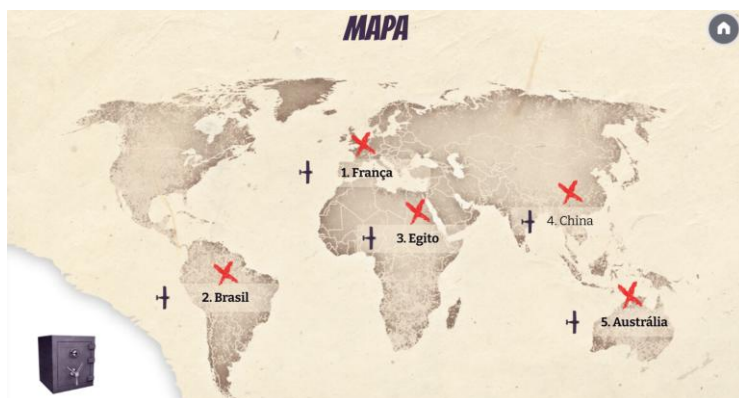 MAPA
1. França
2. Brasil
3. Egito
4. China
5. Austrália